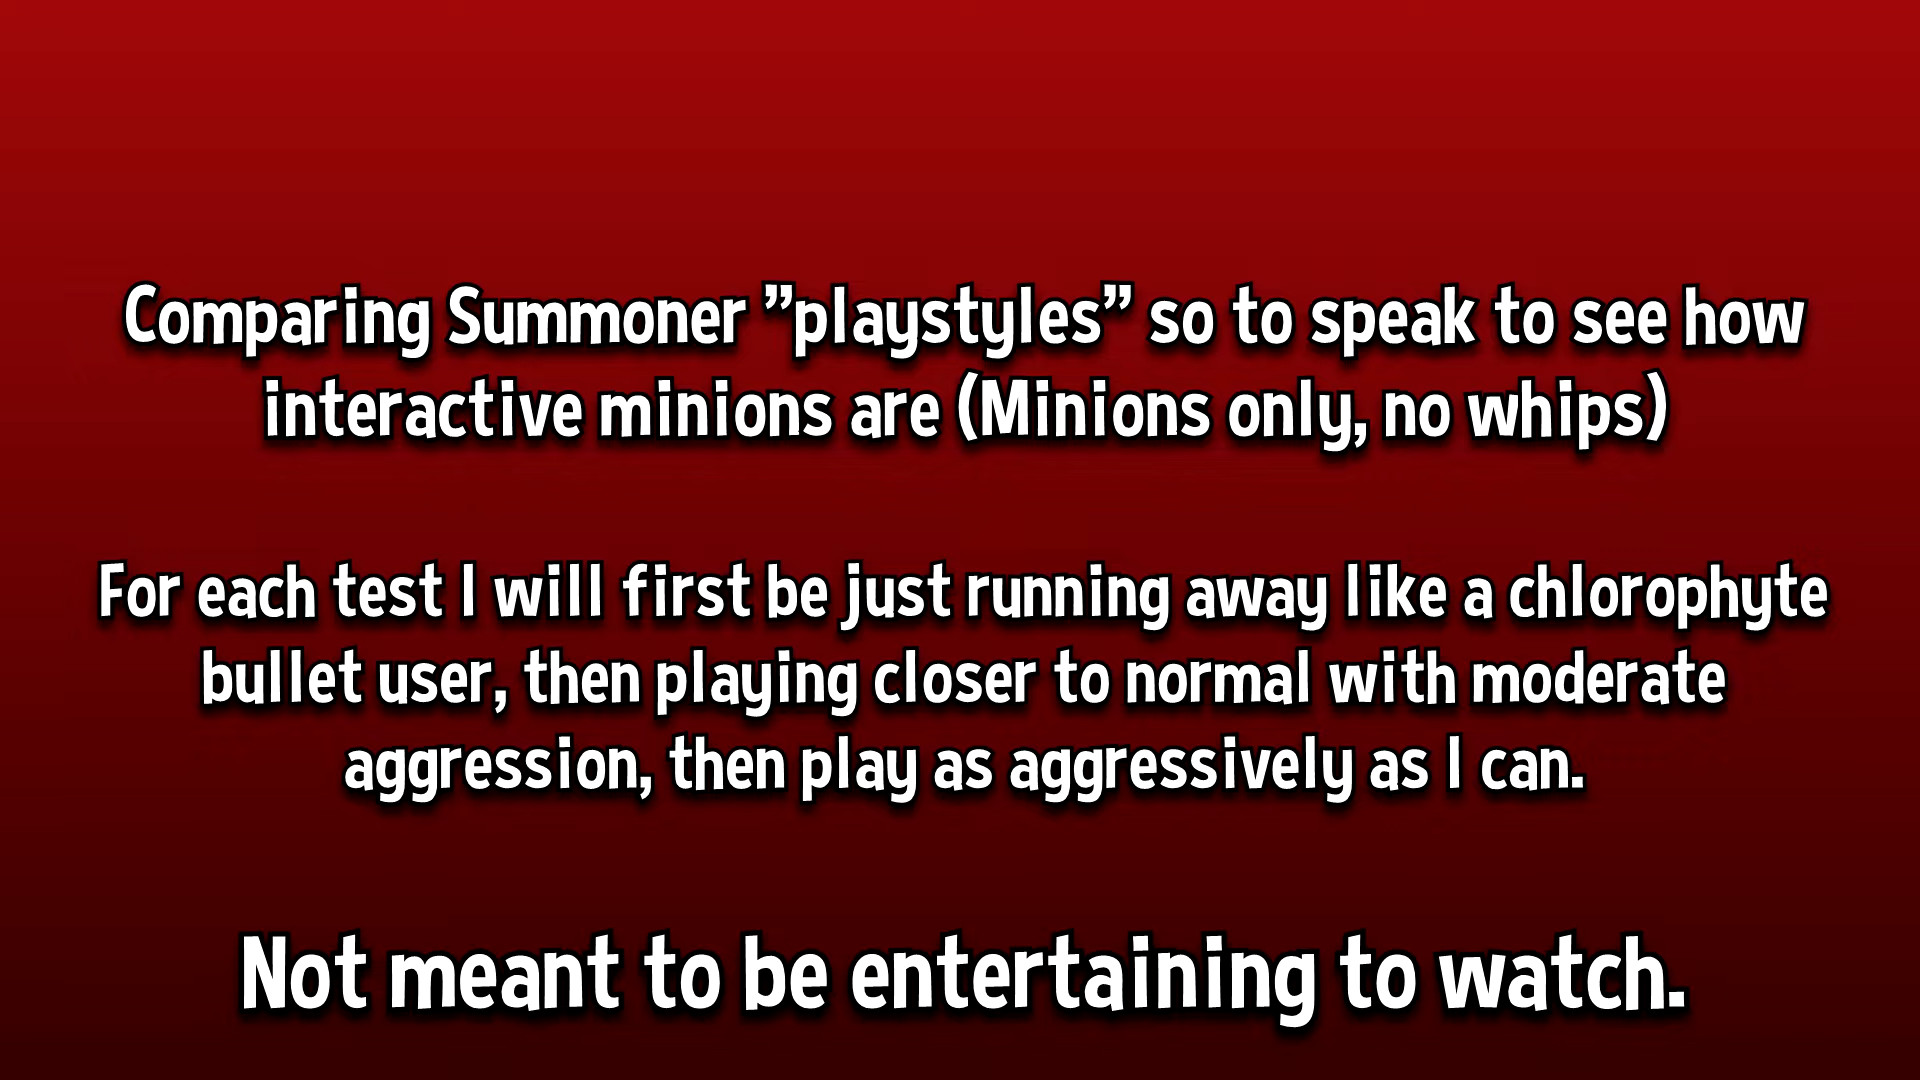 Comparing Summoner ”playstyles” so to speak to see how
interactive minions are (Minions only, no whips)
For each test I will first be just running away like a chlorophyte
bullet user, then playing closer to normal with moderate
aggression, then play as aggressively as I can.
Not meant to be entertaining to watch.